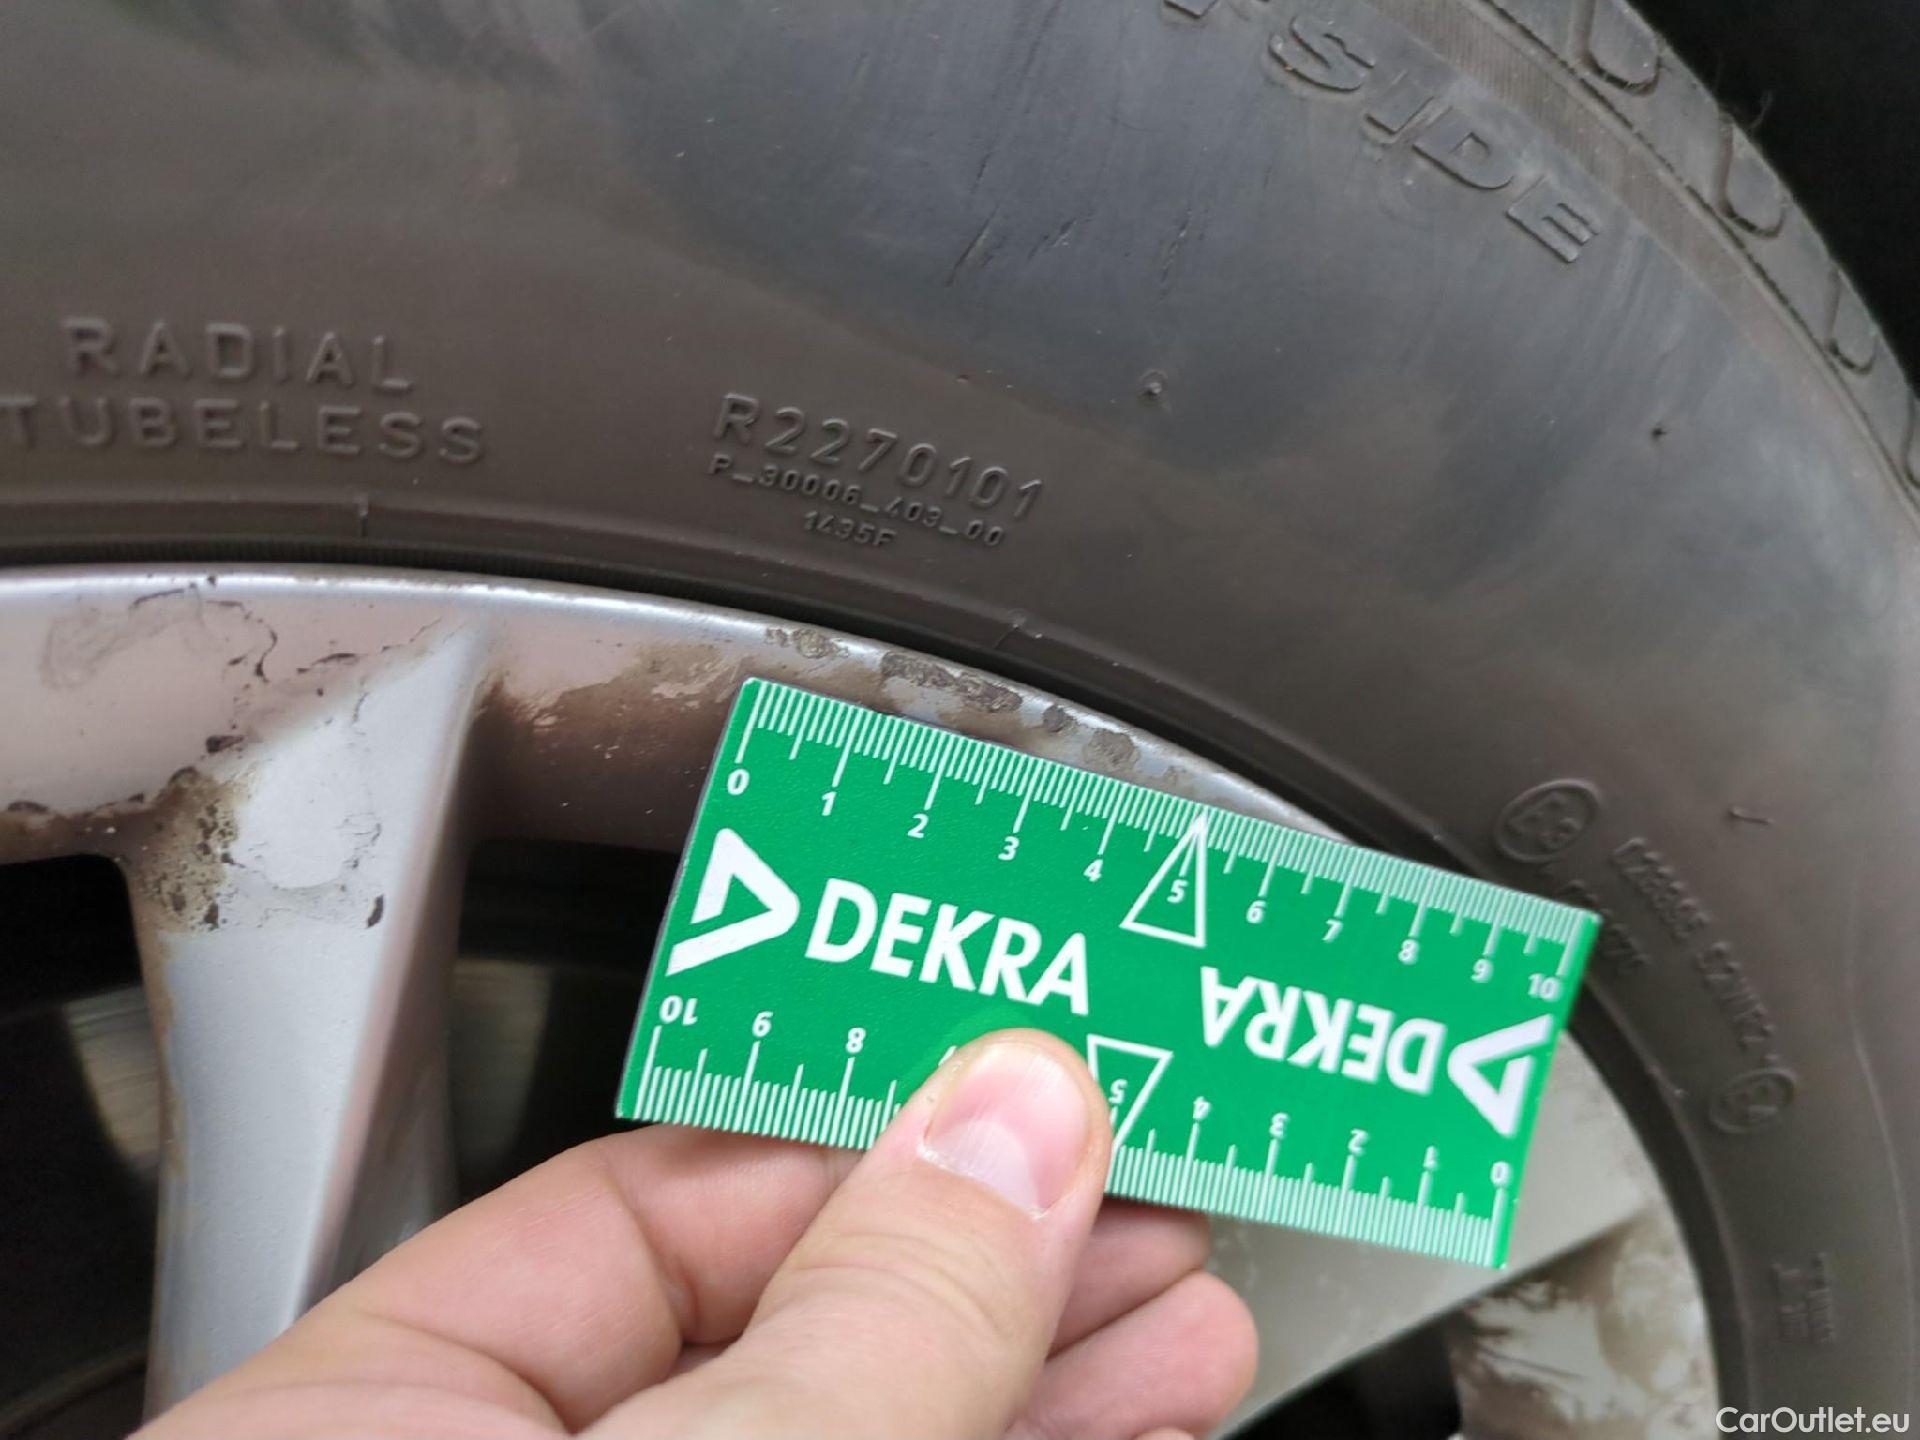 SIDE
RADIAL
TUBELESS
R2270101
P_30006_403_00
1435F
0 1 2 3 4 5 6 7 8 9 10
DEKRA
DEKRA
10 9 8 7 5 4 3 2 1 0
CarOutlet.eu